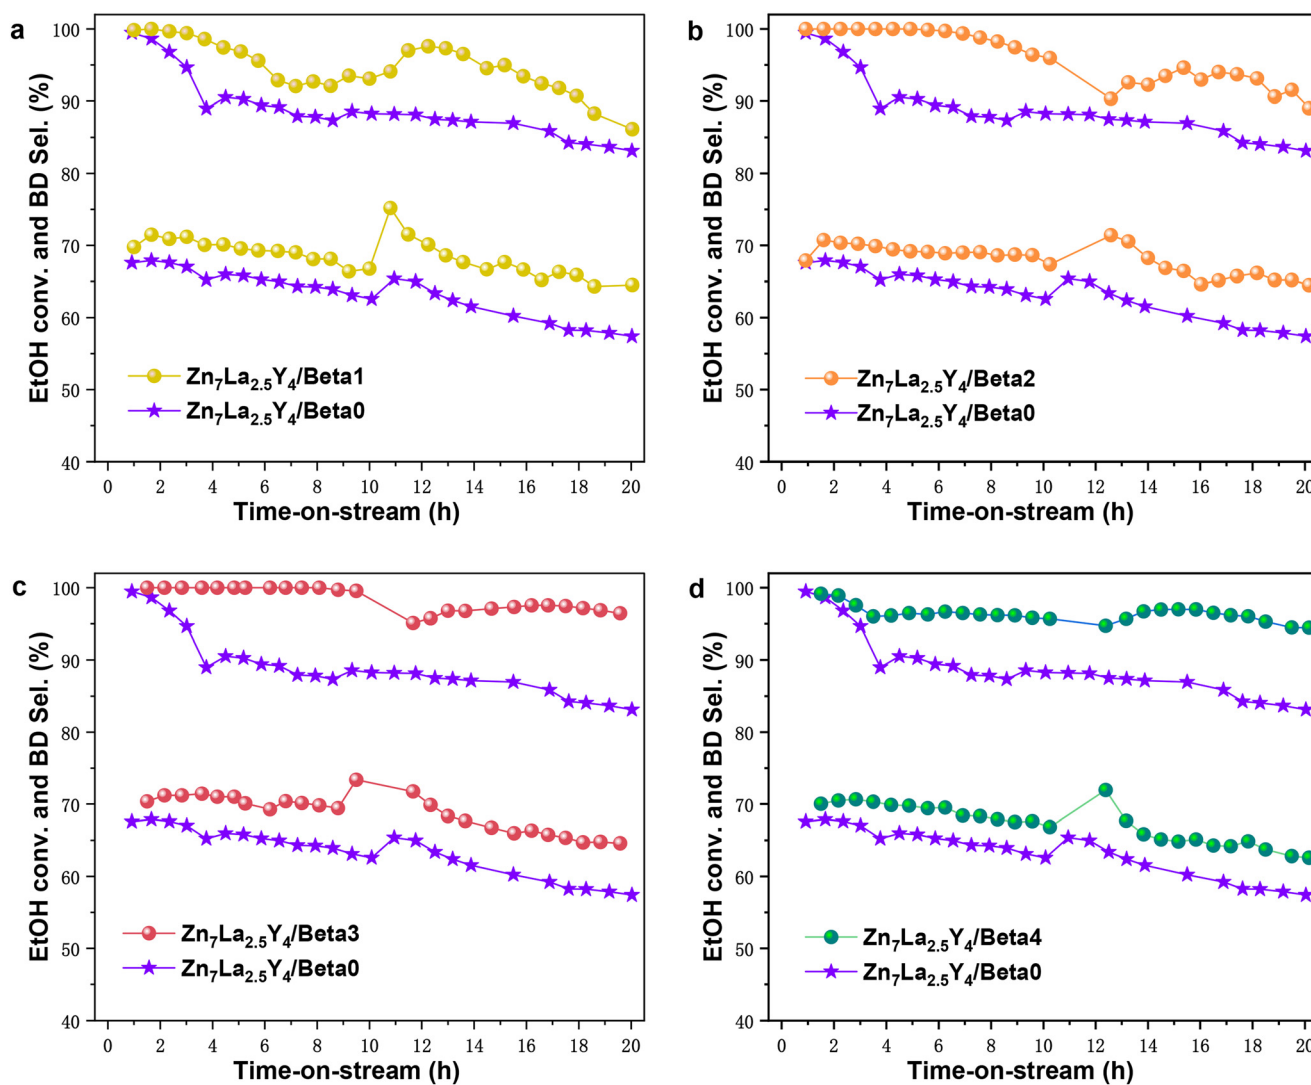 a
EtOH conv. and BD Sel. (%)
100
90
80
70
60
50
40
Zn₇La₂.₅Y₄/Beta1
Zn₇La₂.₅Y₄/Beta0
0 2 4 6 8 10 12 14 16 18 20
Time-on-stream (h)
b
EtOH conv. and BD Sel. (%)
100
90
80
70
60
50
40
Zn₇La₂.₅Y₄/Beta2
Zn₇La₂.₅Y₄/Beta0
0 2 4 6 8 10 12 14 16 18 20
Time-on-stream (h)
c
EtOH conv. and BD Sel. (%)
100
90
80
70
60
50
40
Zn₇La₂.₅Y₄/Beta3
Zn₇La₂.₅Y₄/Beta0
0 2 4 6 8 10 12 14 16 18 20
Time-on-stream (h)
d
EtOH conv. and BD Sel. (%)
100
90
80
70
60
50
40
Zn₇La₂.₅Y₄/Beta4
Zn₇La₂.₅Y₄/Beta0
0 2 4 6 8 10 12 14 16 18 20
Time-on-stream (h)